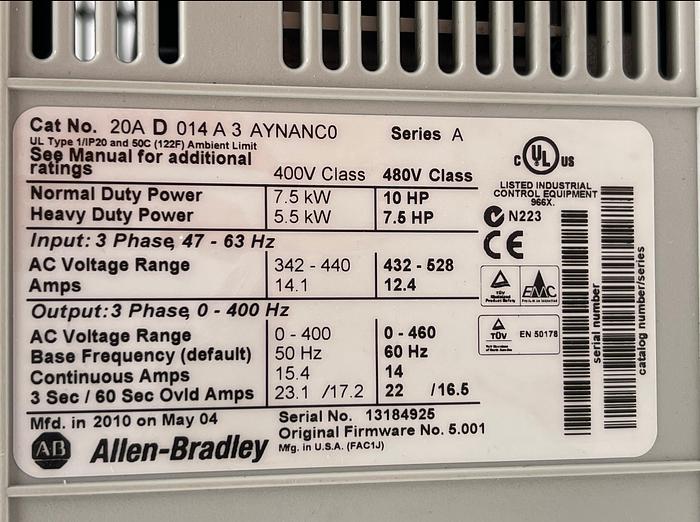 Cat No. 20A D 014 A 3 AYNANC0 Series A
UL Type 1/IP20 and 50C (122F) Ambient Limit
See Manual for additional
ratings 400V Class 480V Class
Normal Duty Power 7.5 kW 10 HP
Heavy Duty Power 5.5 kW 7.5 HP
Input: 3 Phase, 47 - 63 Hz
AC Voltage Range 342 - 440 432 - 528
Amps 14.1 12.4
Output: 3 Phase, 0 - 400 Hz
AC Voltage Range 0 - 400 0 - 460
Base Frequency (default) 50 Hz 60 Hz
Continuous Amps 15.4 14
3 Sec / 60 Sec Ovld Amps 23.1 /17.2 22 /16.5
Mfd. in 2010 on May 04 Serial No. 13184925
Original Firmware No. 5.001
AB Allen-Bradley Mfg. in U.S.A. (FAC1J)
C UL US
LISTED INDUSTRIAL
CONTROL EQUIPMENT
966X.
N223
CE
TÜV EMC
TÜV EN 50178
serial number
catalog number/series